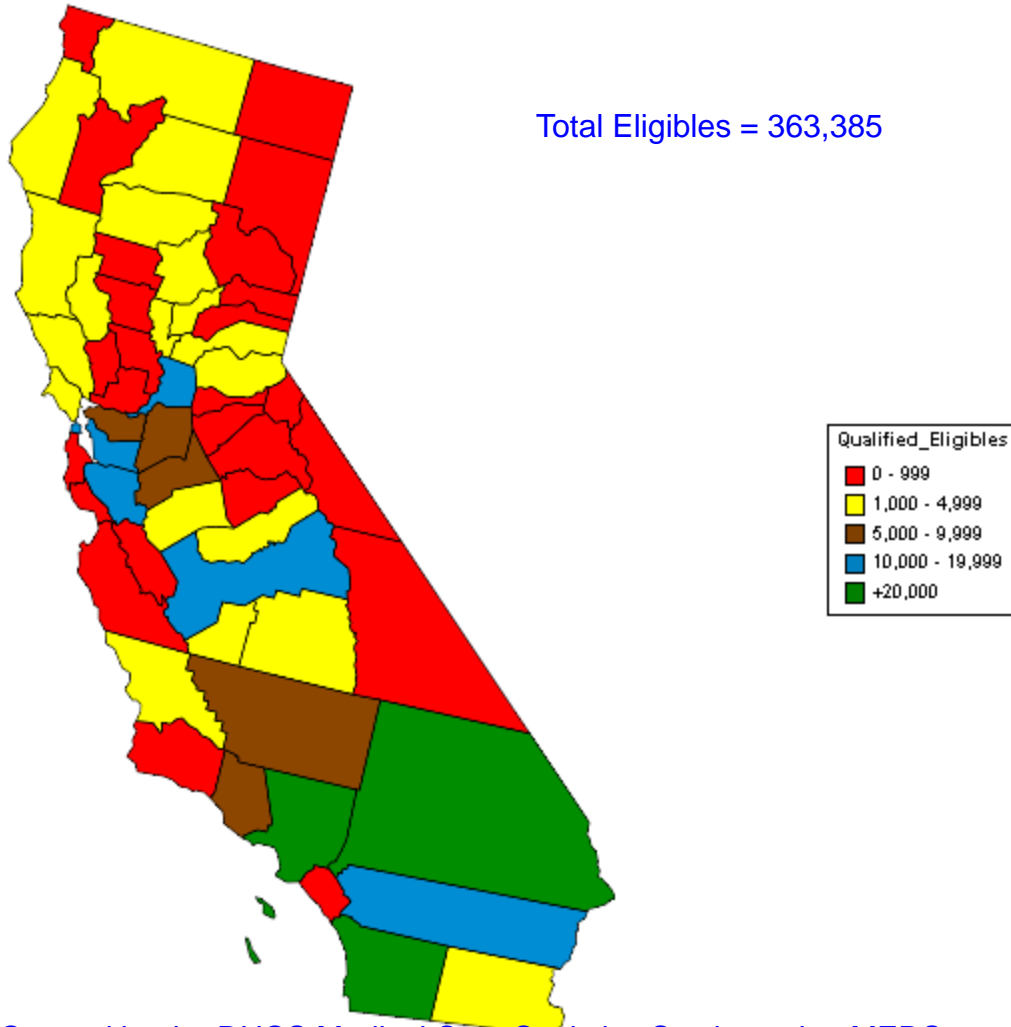 Total Eligibles = 363,385
Qualified_Eligibles
0 - 999
1,000 - 4,999
5,000 - 9,999
10,000 - 19,999
+20,000